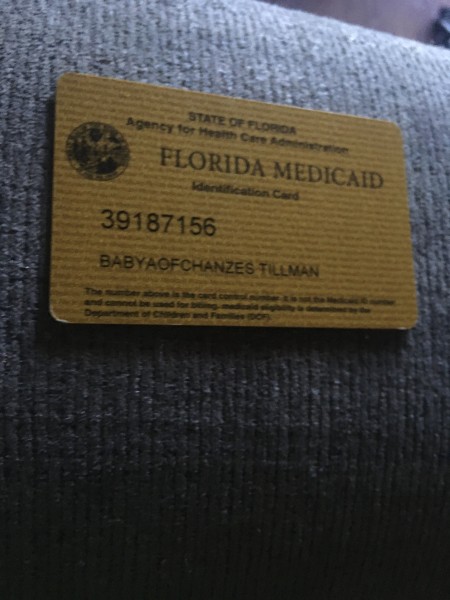 STATE OF FLORIDA
Agency for Health Care Administration
FLORIDA MEDICAID
Identification Card
39187156
BABYAOFCHANZES TILLMAN
The number above is the card control number. It is not the Medicaid ID number
and cannot be used for billing. medicaid eligibility is determined by the
Department of Children and Families (DCF).